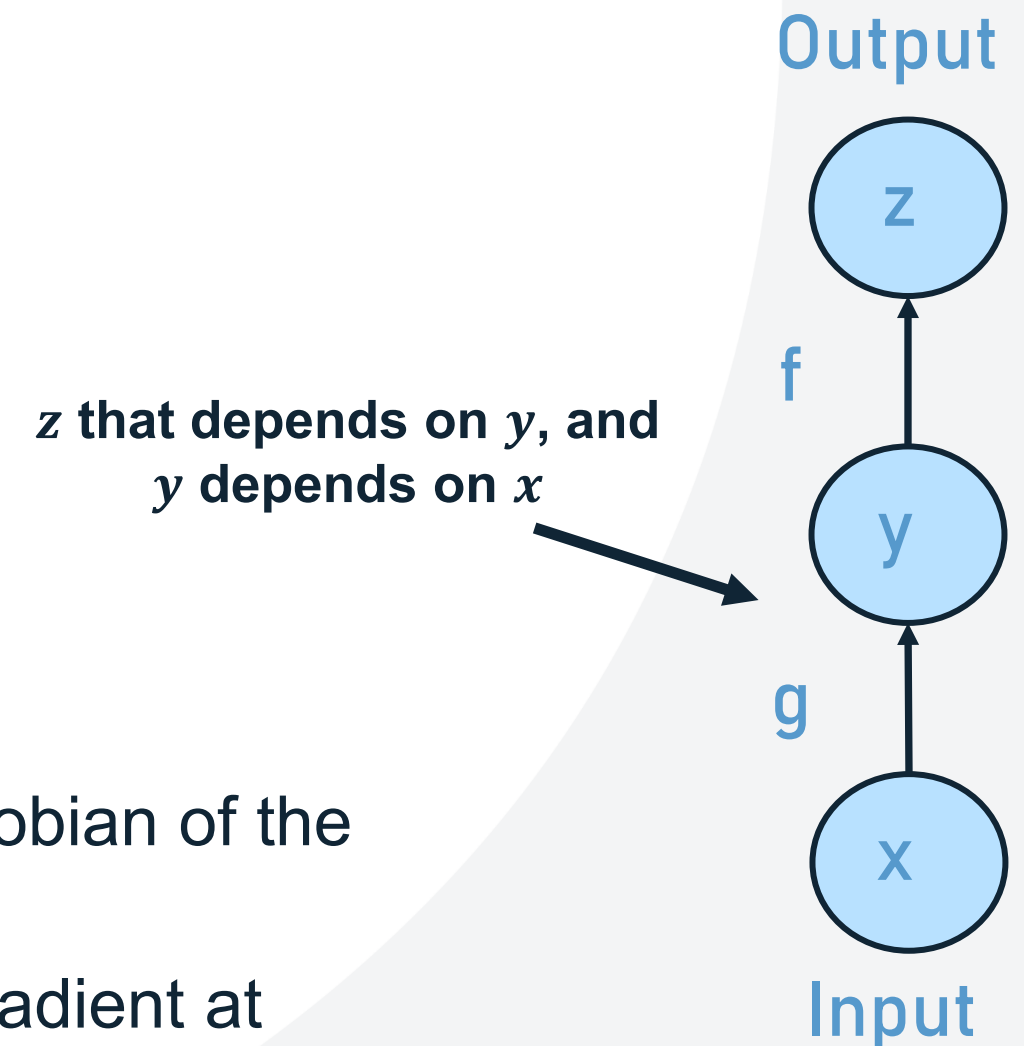 Output
z
f
z that depends on y, and
y depends on x
y
g
obian of the
x
adient at
Input